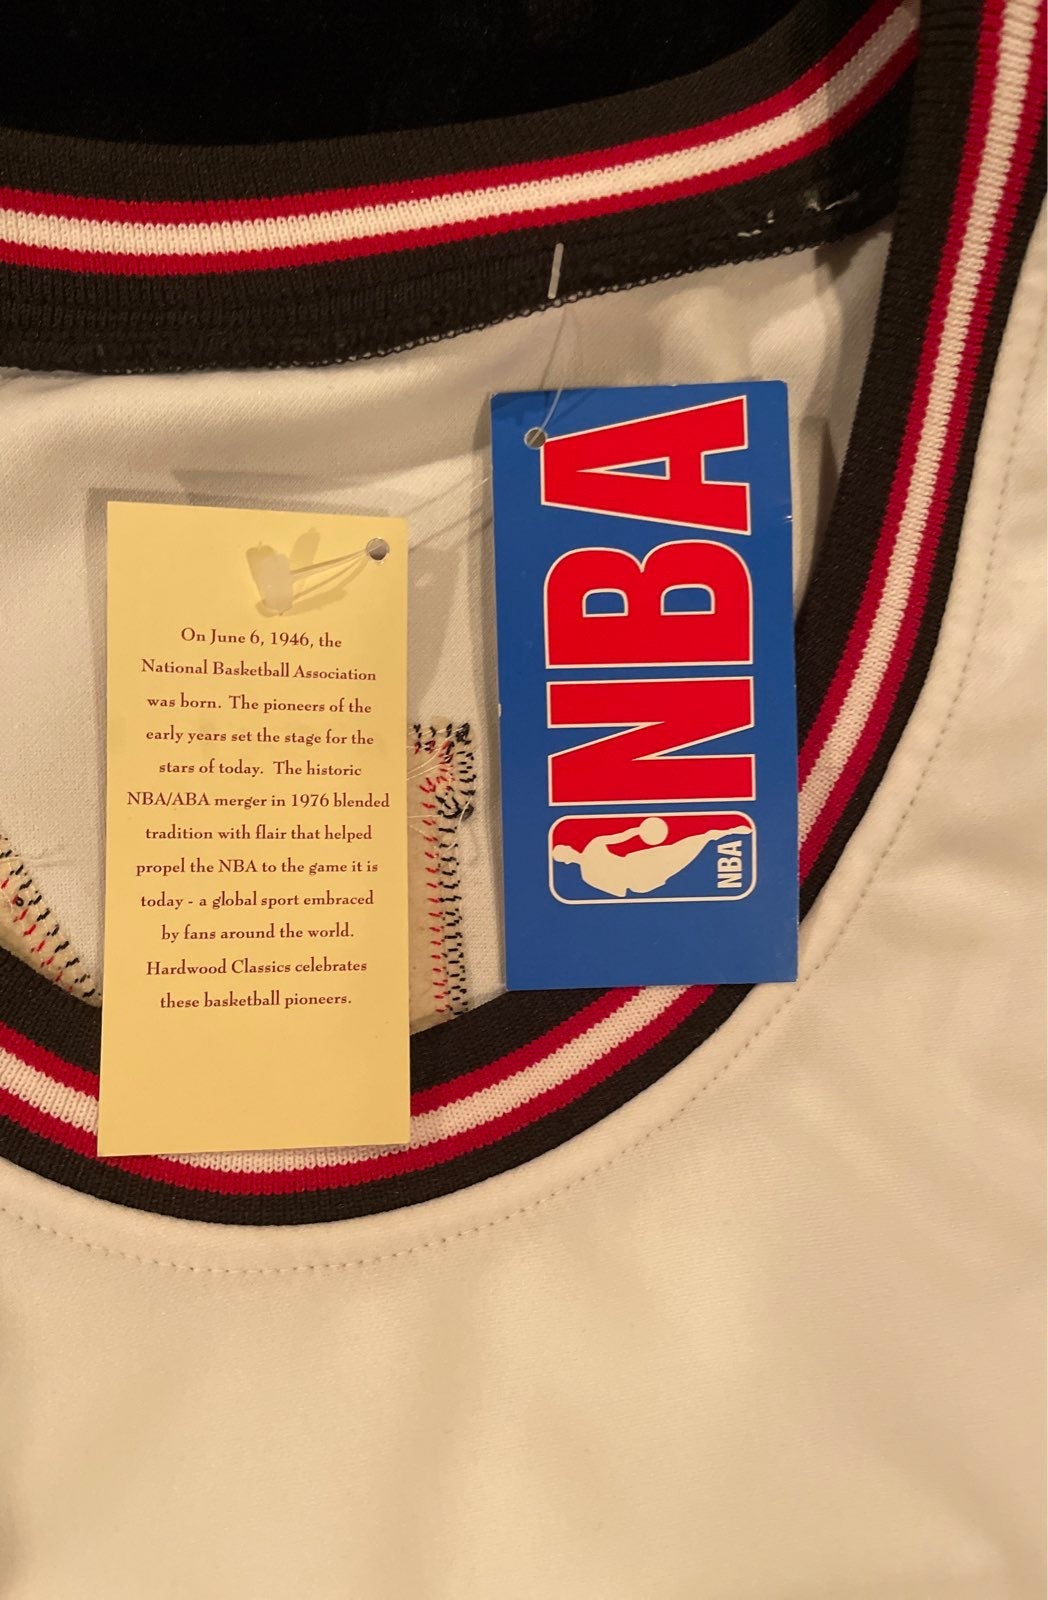 On June 6, 1946, the
National Basketball Association
was born. The pioneers of the
early years set the stage for the
stars of today. The historic
NBA/ABA merger in 1976 blended
tradition with flair that helped
propel the NBA to the game it is
today - a global sport embraced
by fans around the world.
Hardwood Classics celebrates
these basketball pioneers.
NBA
NBA